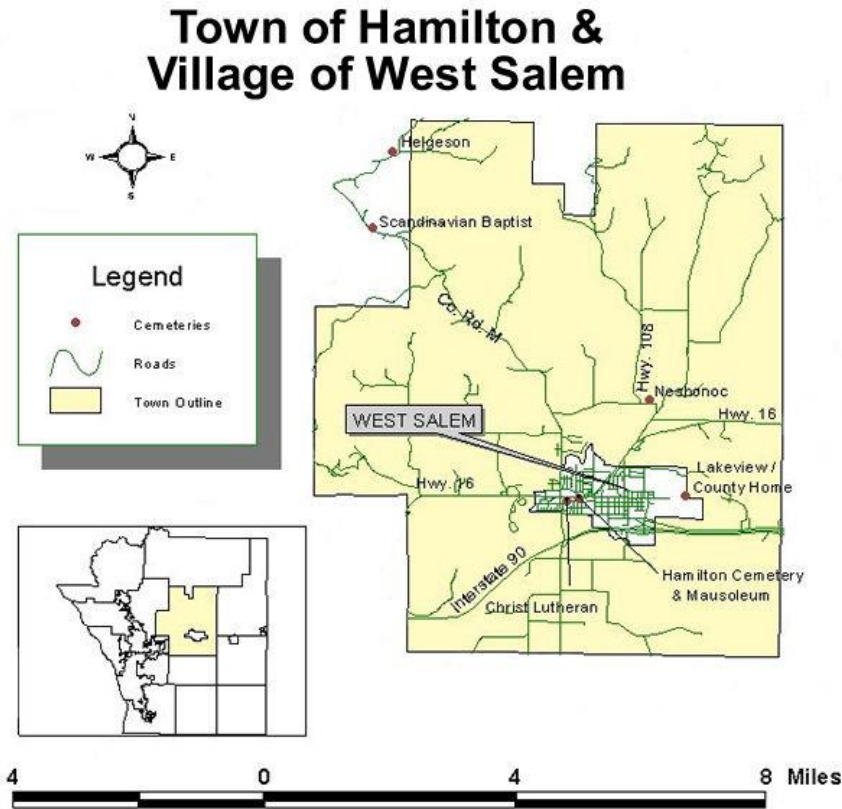 Town of Hamilton &
Village of West Salem
N
W
E
S
Helgeson
Scandinavian Baptist
Legend
Cemeteries
Roads
Town Outline
Co. Rd. M
Hwy. 108
Neshonoc
Hwy. 16
WEST SALEM
Lakeview /
County Home
Hwy. 16
Interstate 90
Hamilton Cemetery
& Mausoleum
Christ Lutheran
4 0 4 8 Miles